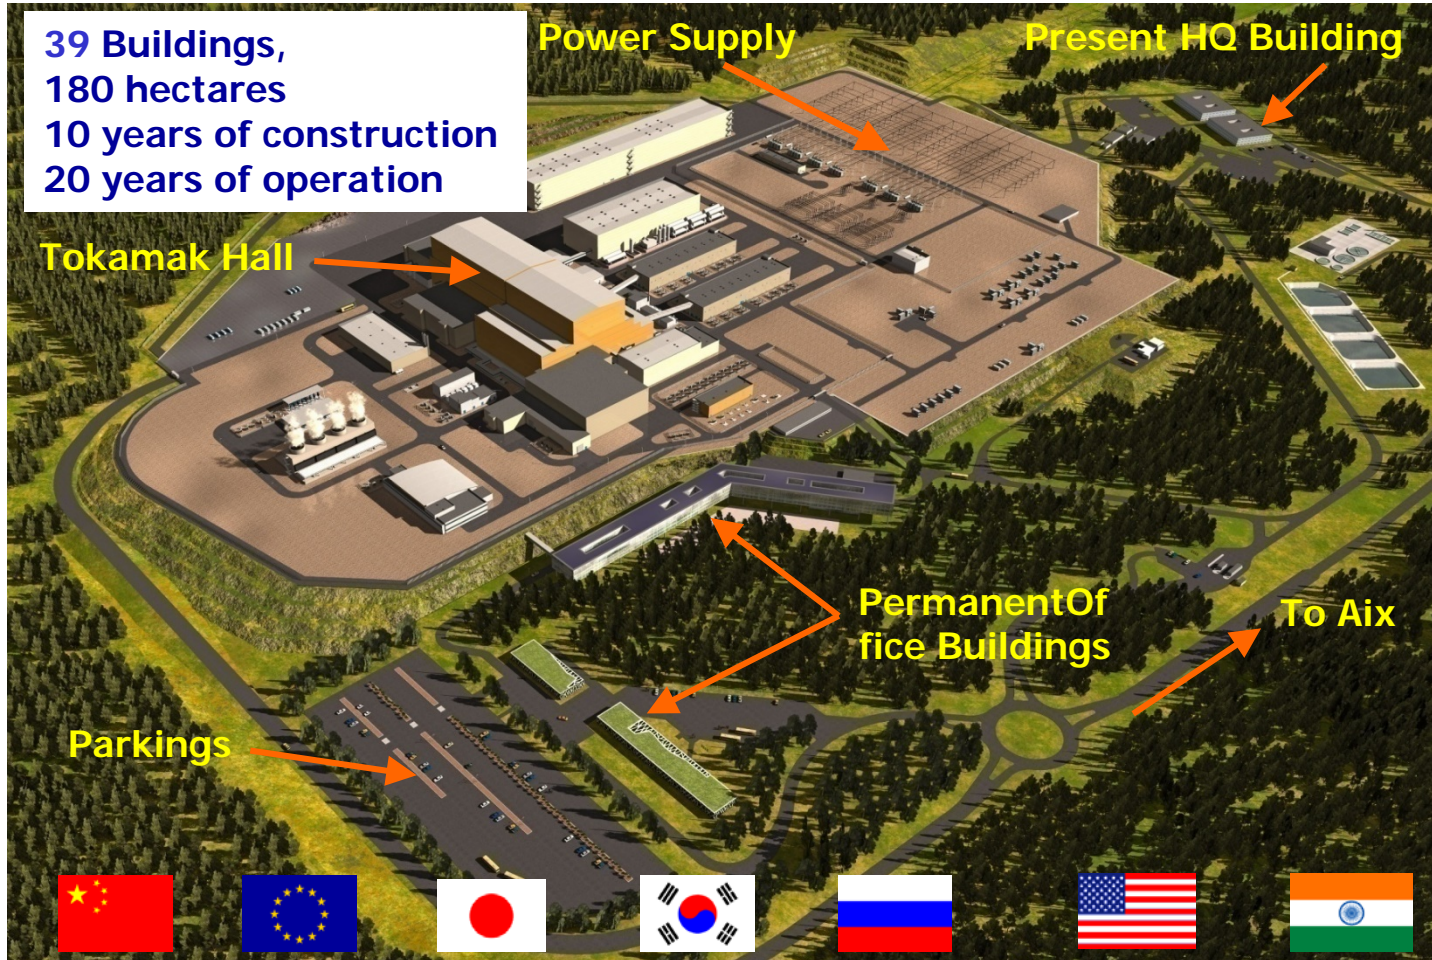 39 Buildings,
180 hectares
10 years of construction
20 years of operation
Power Supply
Present HQ Building
Tokamak Hall
PermanentOf
fice Buildings
To Aix
Parkings